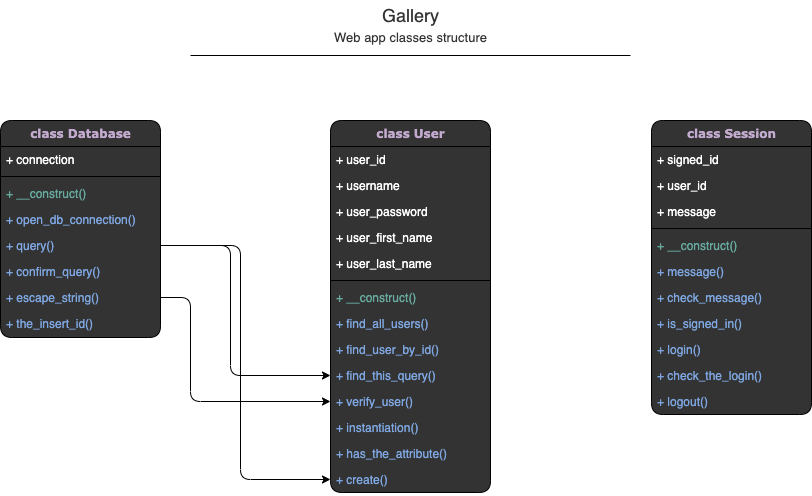 Gallery
Web app classes structure
class Database
+ connection
+ __construct()
+ open_db_connection()
+ query()
+ confirm_query()
+ escape_string()
+ the_insert_id()
class User
+ user_id
+ username
+ user_password
+ user_first_name
+ user_last_name
+ __construct()
+ find_all_users()
+ find_user_by_id()
+ find_this_query()
+ verify_user()
+ instantiation()
+ has_the_attribute()
+ create()
class Session
+ signed_id
+ user_id
+ message
+ __construct()
+ message()
+ check_message()
+ is_signed_in()
+ login()
+ check_the_login()
+ logout()